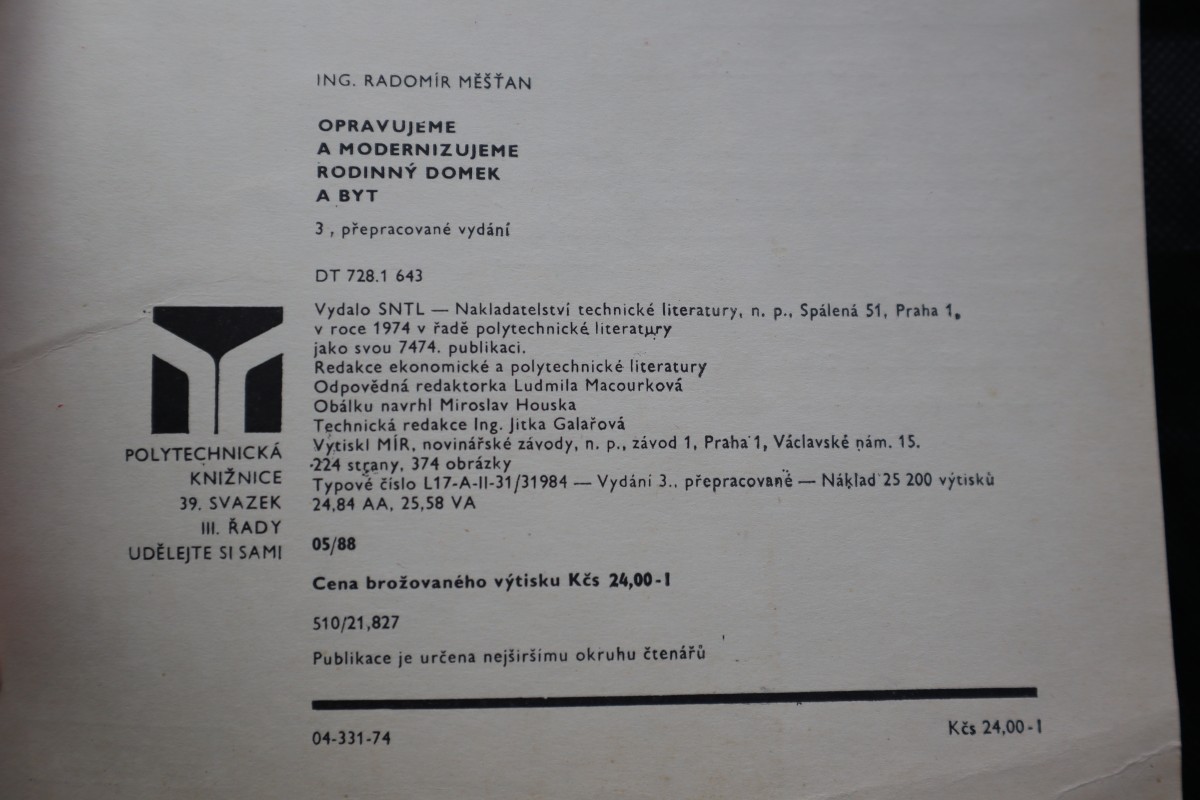 ING. RADOMÍR MĚŠŤAN
OPRAVUJEME
A MODERNIZUJEME
RODINNÝ DOMEK
A BYT
3, přepracované vydání
DT 728.1 643
Vydalo SNTL — Nakladatelství technické literatury, n. p., Spálená 51, Praha 1,
v roce 1974 v řadě polytechnické literatury
jako svou 7474. publikaci.
Redakce ekonomické a polytechnické literatury
Odpovědná redaktorka Ludmila Macourková
Obálku navrhl Miroslav Houska
Technická redakce Ing. Jitka Galařová
Vytiskl MÍR, novinářské závody, n. p., závod 1, Praha 1, Václavské nám. 15.
224 strany, 374 obrázky
Typové číslo L17-A-II-31/31984 — Vydání 3., přepracované — Náklad 25 200 výtisků
24,84 AA, 25,58 VA
POLYTECHNICKÁ
KNIŽNICE
39. SVAZEK
III. ŘADY
UDĚLEJTE SI SAMI
05/88
Cena brožovaného výtisku Kčs 24,00-I
510/21,827
Publikace je určena nejširšímu okruhu čtenářů
04-331-74
Kčs 24,00-I